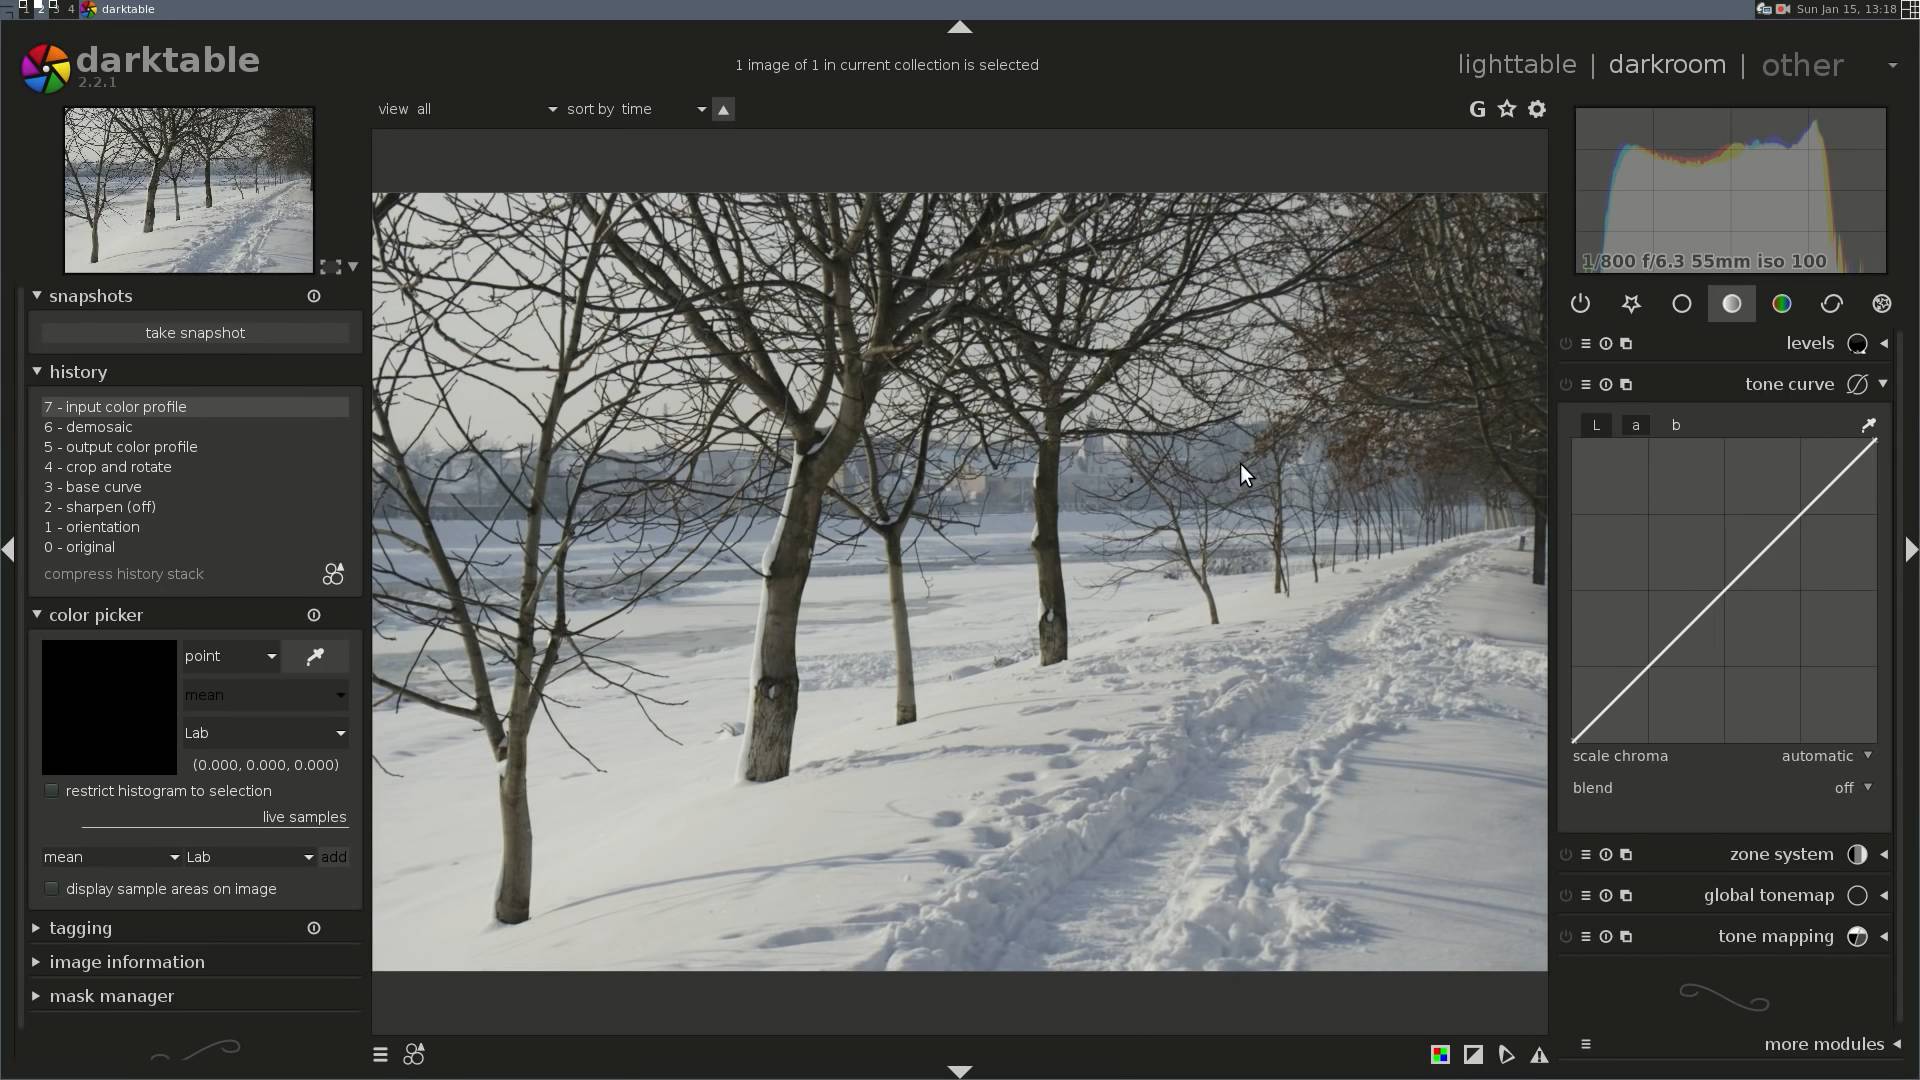 1 2 3 4 darktable
Sun Jan 15, 13:18
darktable
2.2.1
1 image of 1 in current collection is selected
lighttable | darkroom | other
view all sort by time
G
1/800 f/6.3 55mm iso 100
snapshots
take snapshot
history
7 - input color profile
6 - demosaic
5 - output color profile
4 - crop and rotate
3 - base curve
2 - sharpen (off)
1 - orientation
0 - original
compress history stack
color picker
point
mean
Lab
(0.000, 0.000, 0.000)
restrict histogram to selection
live samples
mean Lab add
display sample areas on image
tagging
image information
mask manager
levels
tone curve
L a b
scale chroma automatic
blend off
zone system
global tonemap
tone mapping
more modules